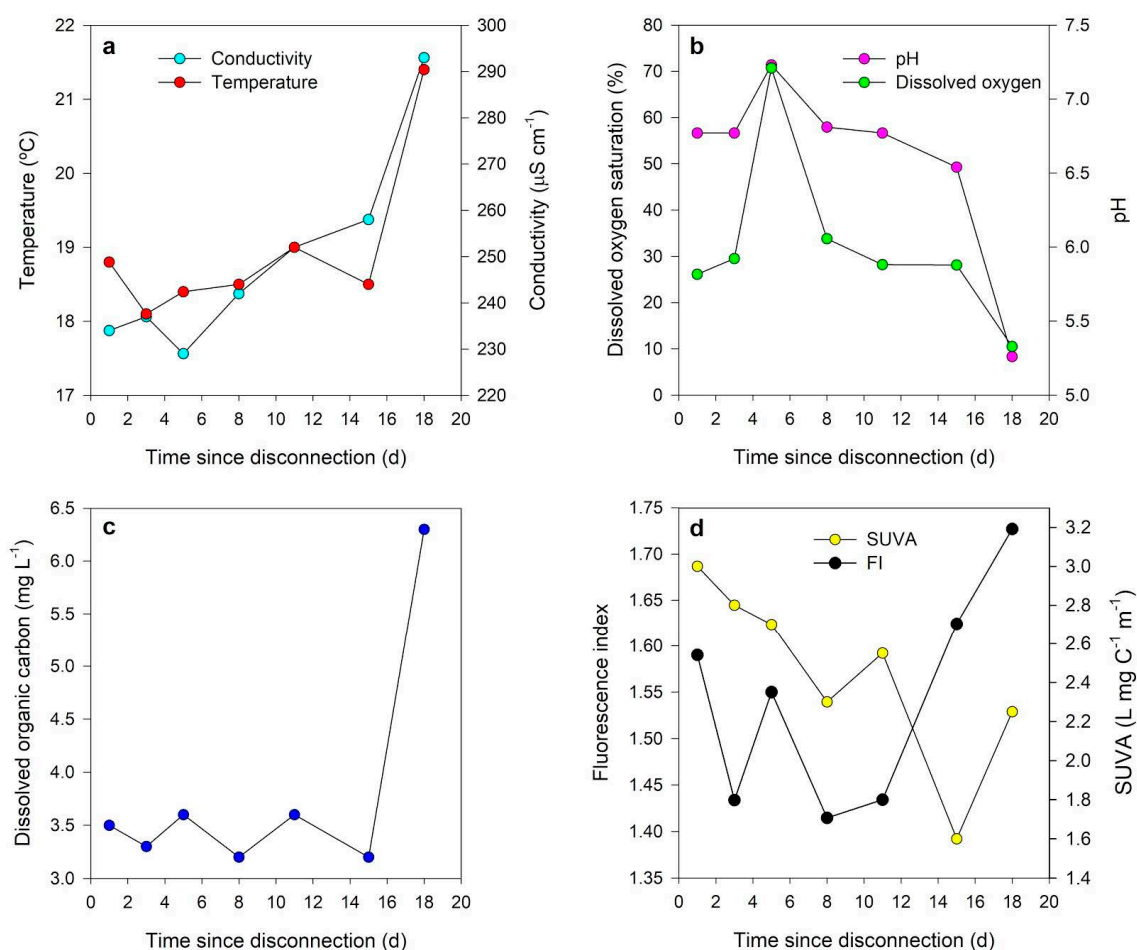 a
Conductivity
Temperature
22
21
20
19
18
17
Temperature (ºC)
300
290
280
270
260
250
240
230
220
Conductivity (µS cm-1)
0 2 4 6 8 10 12 14 16 18 20
Time since disconnection (d)
b
pH
Dissolved oxygen
80
70
60
50
40
30
20
10
0
Dissolved oxygen saturation (%)
7.5
7.0
6.5
6.0
5.5
5.0
pH
0 2 4 6 8 10 12 14 16 18 20
Time since disconnection (d)
c
6.5
6.0
5.5
5.0
4.5
4.0
3.5
3.0
Dissolved organic carbon (mg L-1)
0 2 4 6 8 10 12 14 16 18 20
Time since disconnection (d)
d
SUVA
FI
1.75
1.70
1.65
1.60
1.55
1.50
1.45
1.40
1.35
Fluorescence index
3.2
3.0
2.8
2.6
2.4
2.2
2.0
1.8
1.6
1.4
SUVA (L mg C-1 m-1)
0 2 4 6 8 10 12 14 16 18 20
Time since disconnection (d)